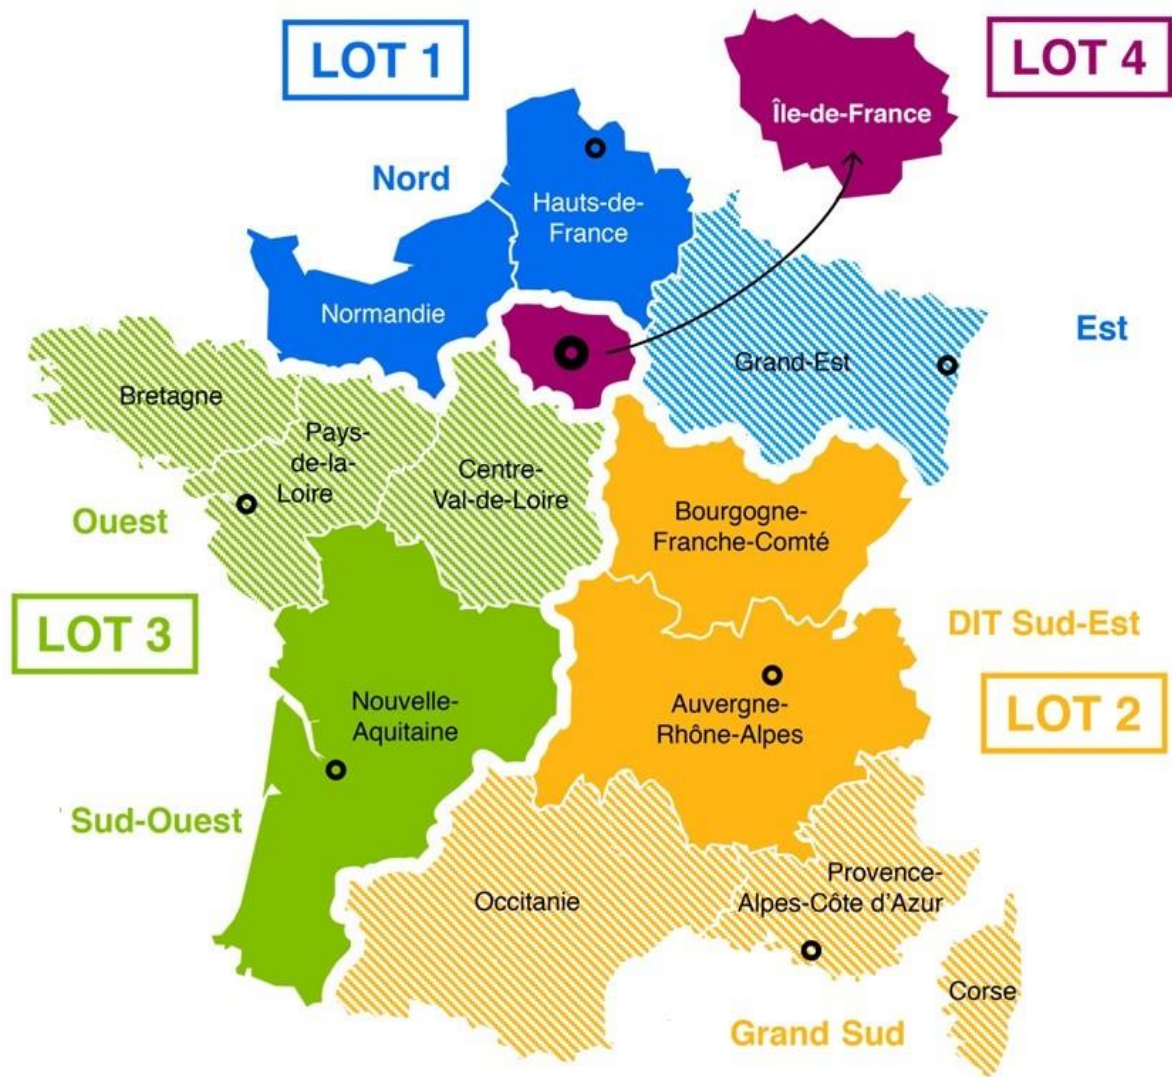 LOT 1
LOT 4
Île-de-France
Nord
Hauts-de-
France
Normandie
Est
Grand-Est
Bretagne
Pays-
de-la-
Loire
Centre-
Val-de-Loire
Ouest
Bourgogne-
Franche-Comté
LOT 3
DIT Sud-Est
Nouvelle-
Aquitaine
Auvergne-
Rhône-Alpes
LOT 2
Sud-Ouest
Occitanie
Provence-
Alpes-Côte d’Azur
Corse
Grand Sud